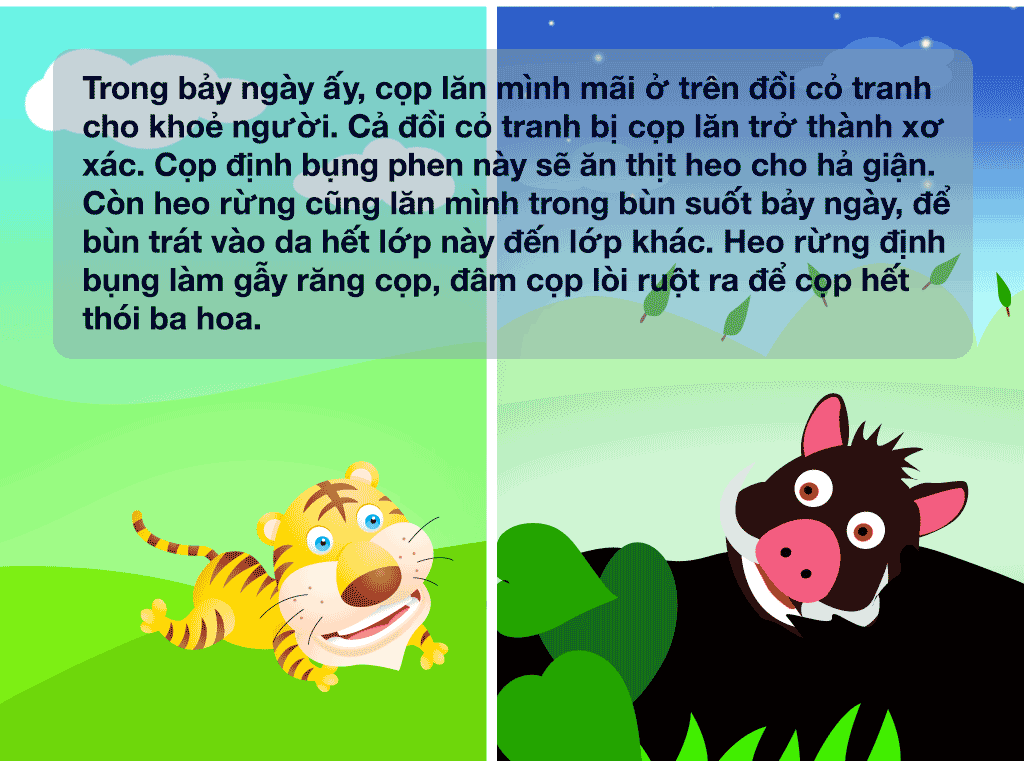 Trong bảy ngày ấy, cọp lăn mình mãi ở trên đồi cỏ tranh
cho khoẻ người. Cả đồi cỏ tranh bị cọp lăn trở thành xơ
xác. Cọp định bụng phen này sẽ ăn thịt heo cho hả giận.
Còn heo rừng cũng lăn mình trong bùn suốt bảy ngày, để
bùn trát vào da hết lớp này đến lớp khác. Heo rừng định
bụng làm gẫy răng cọp, đâm cọp lòi ruột ra để cọp hết
thói ba hoa.